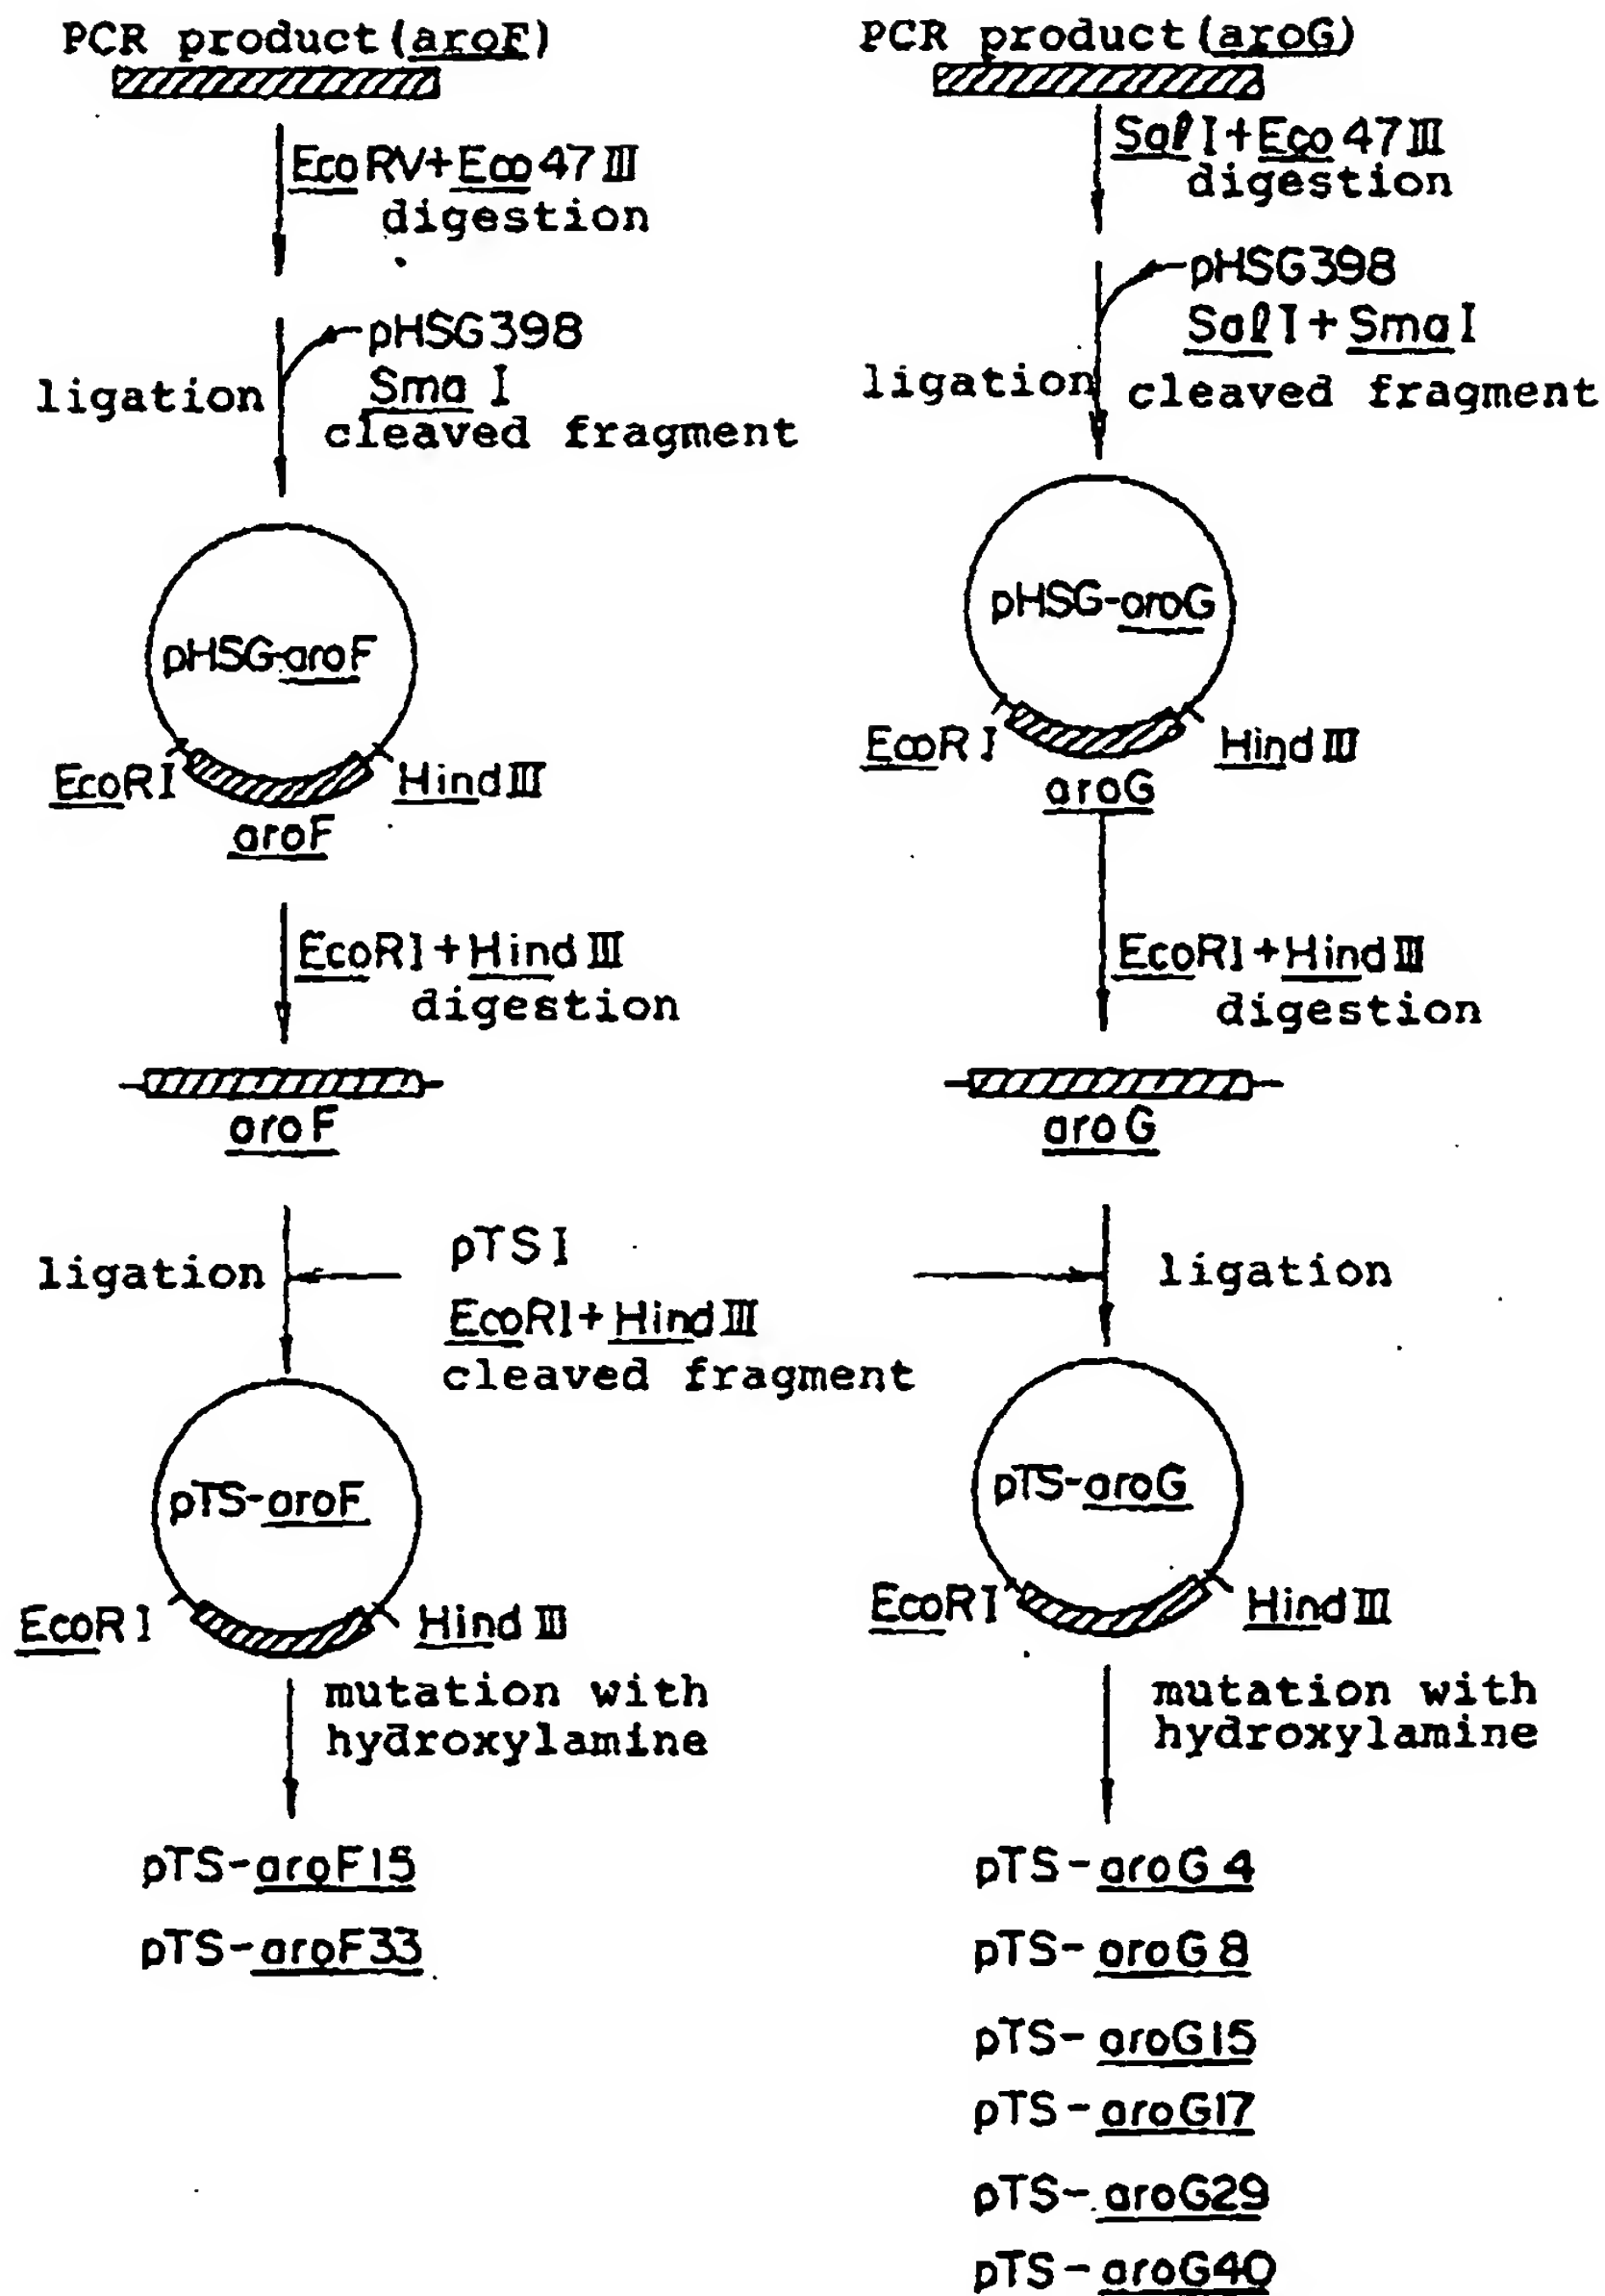 PCR product (aroF)
EcoRV+Eco47III
digestion
pHSG398
SmaI
cleaved fragment
ligation
pHSG-aroF
EcoRI
HindIII
aroF
EcoRI+HindIII
digestion
aroF
ligation
pTSI
EcoRI+HindIII
cleaved fragment
pTS-aroF
EcoRI
HindIII
mutation with
hydroxylamine
pTS-aroF15
pTS-aroF33
PCR product (aroG)
SalI+Eco47III
digestion
pHSG398
SalI+SmaI
cleaved fragment
ligation
pHSG-aroG
EcoRI
HindIII
aroG
EcoRI+HindIII
digestion
aroG
ligation
pTS-aroG
EcoRI
HindIII
mutation with
hydroxylamine
pTS-aroG4
pTS-aroG8
pTS-aroG15
pTS-aroG17
pTS-aroG29
pTS-aroG40